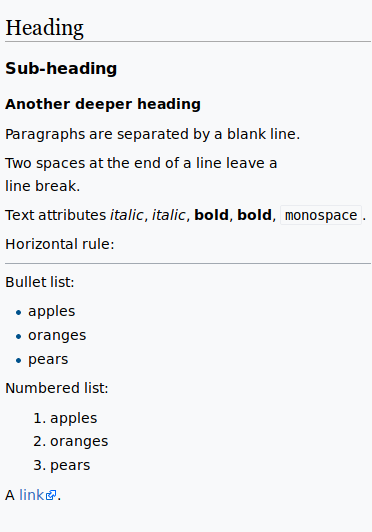 Heading
Sub-heading
Another deeper heading
Paragraphs are separated by a blank line.
Two spaces at the end of a line leave a
line break.
Text attributes italic, italic, bold, bold, monospace.
Horizontal rule:
Bullet list:
• apples
• oranges
• pears
Numbered list:
1. apples
2. oranges
3. pears
A link.